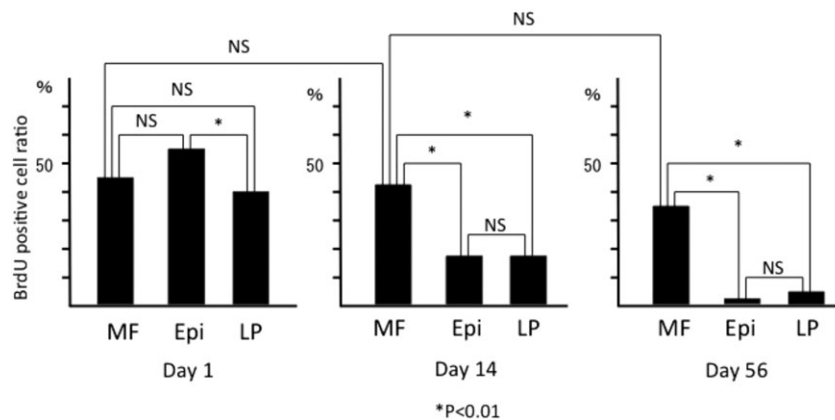 NS
NS
%
NS
NS
*
50
BrdU positive cell ratio
MF Epi LP
Day 1
%
*
*
50
NS
MF Epi LP
Day 14
%
*
*
50
NS
MF Epi LP
Day 56
*P<0.01